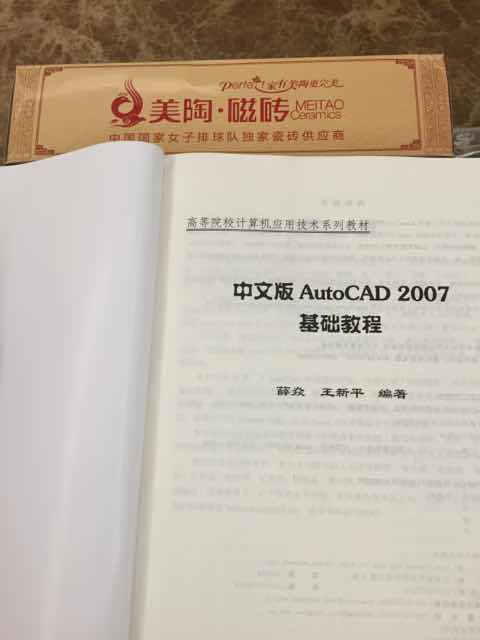 Perfect 家有美陶更完美
美陶·磁砖 MEITAO Ceramics
中国国家女子排球队独家瓷砖供应商
高等院校计算机应用技术系列教材
中文版 AutoCAD 2007
基础教程
薛焱 王新平 编著